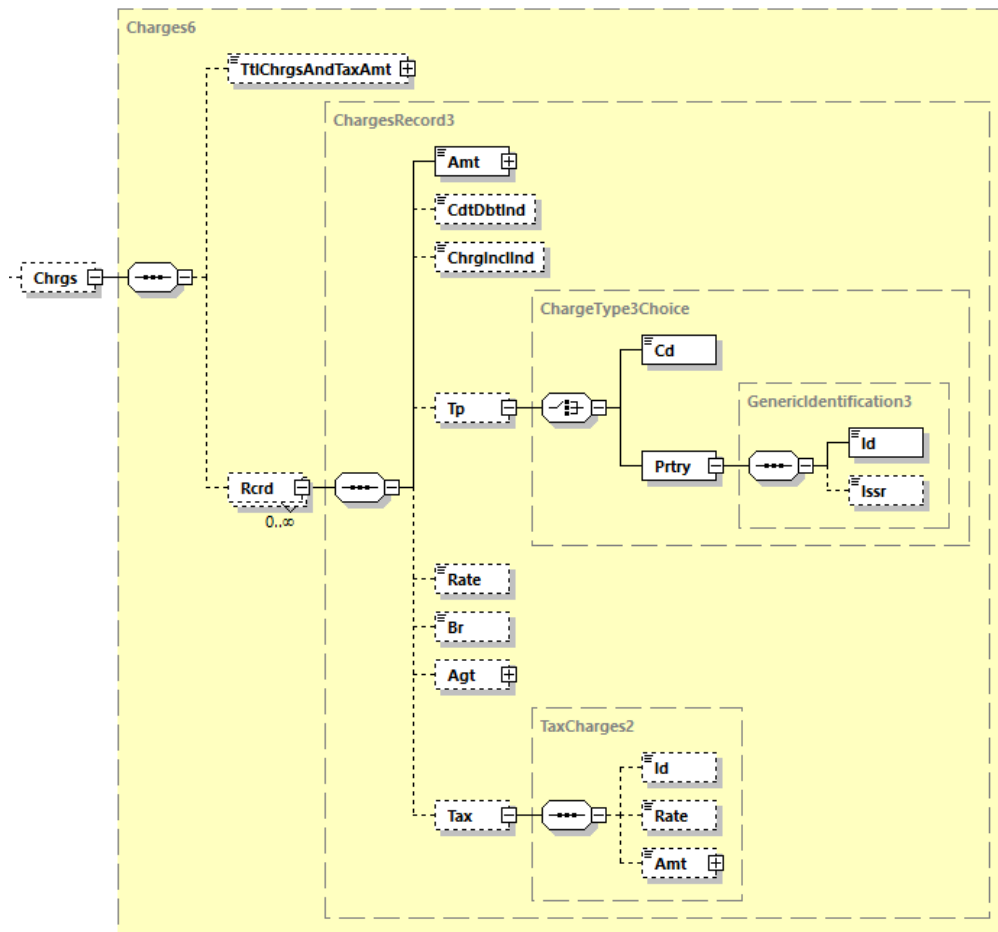 Charges6
TtlChrgsAndTaxAmt
ChargesRecord3
Amt
CdtDbtInd
ChrgInclInd
Chrgs
ChargeType3Choice
Cd
Tp
GenericIdentification3
Id
Prtry
Issr
Rcrd
0..∞
Rate
Br
Agt
TaxCharges2
Id
Tax
Rate
Amt